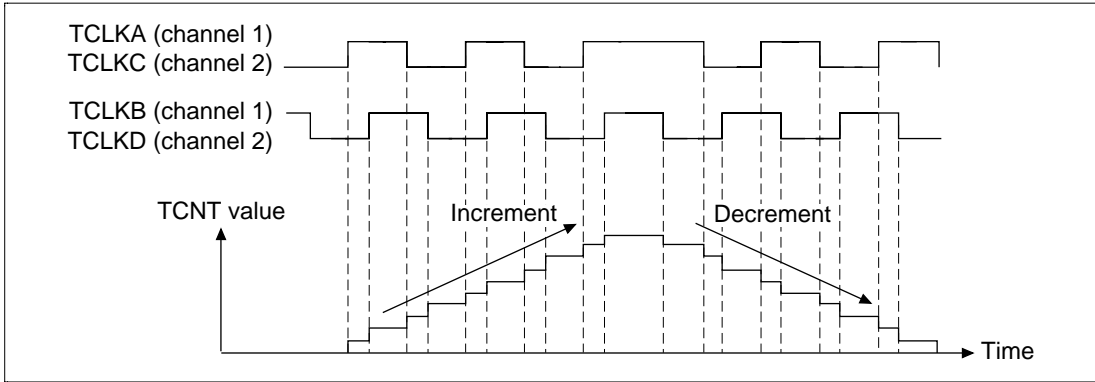 TCLKA (channel 1)
TCLKC (channel 2)
TCLKB (channel 1)
TCLKD (channel 2)
TCNT value
Increment
Decrement
Time